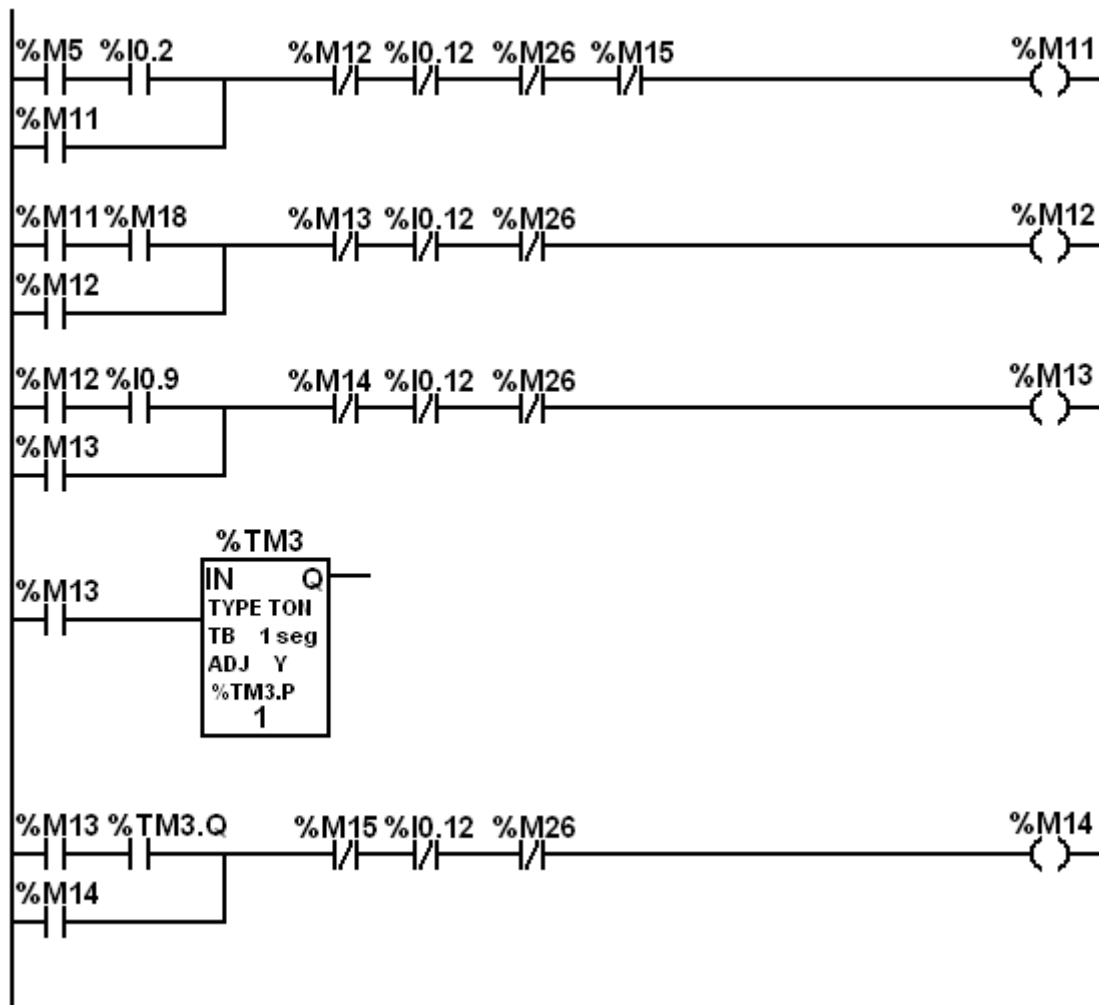 %M5 %I0.2 %M12 %I0.12 %M26 %M15 %M11
%M11
%M11 %M18 %M13 %I0.12 %M26 %M12
%M12
%M12 %I0.9 %M14 %I0.12 %M26 %M13
%M13
%TM3
%M13
IN Q
TYPE TON
TB 1 seg
ADJ Y
%TM3.P
1
%M13 %TM3.Q %M15 %I0.12 %M26 %M14
%M14